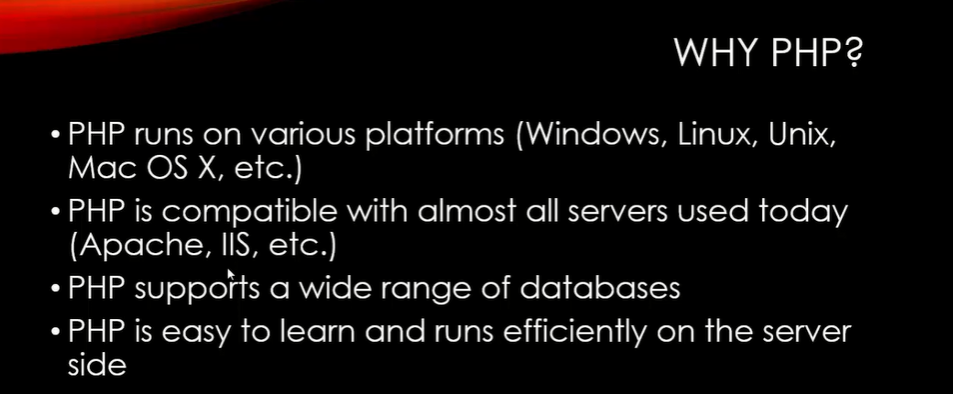 WHY PHP?
• PHP runs on various platforms (Windows, Linux, Unix,
Mac OS X, etc.)
• PHP is compatible with almost all servers used today
(Apache, IIS, etc.)
• PHP supports a wide range of databases
• PHP is easy to learn and runs efficiently on the server
side